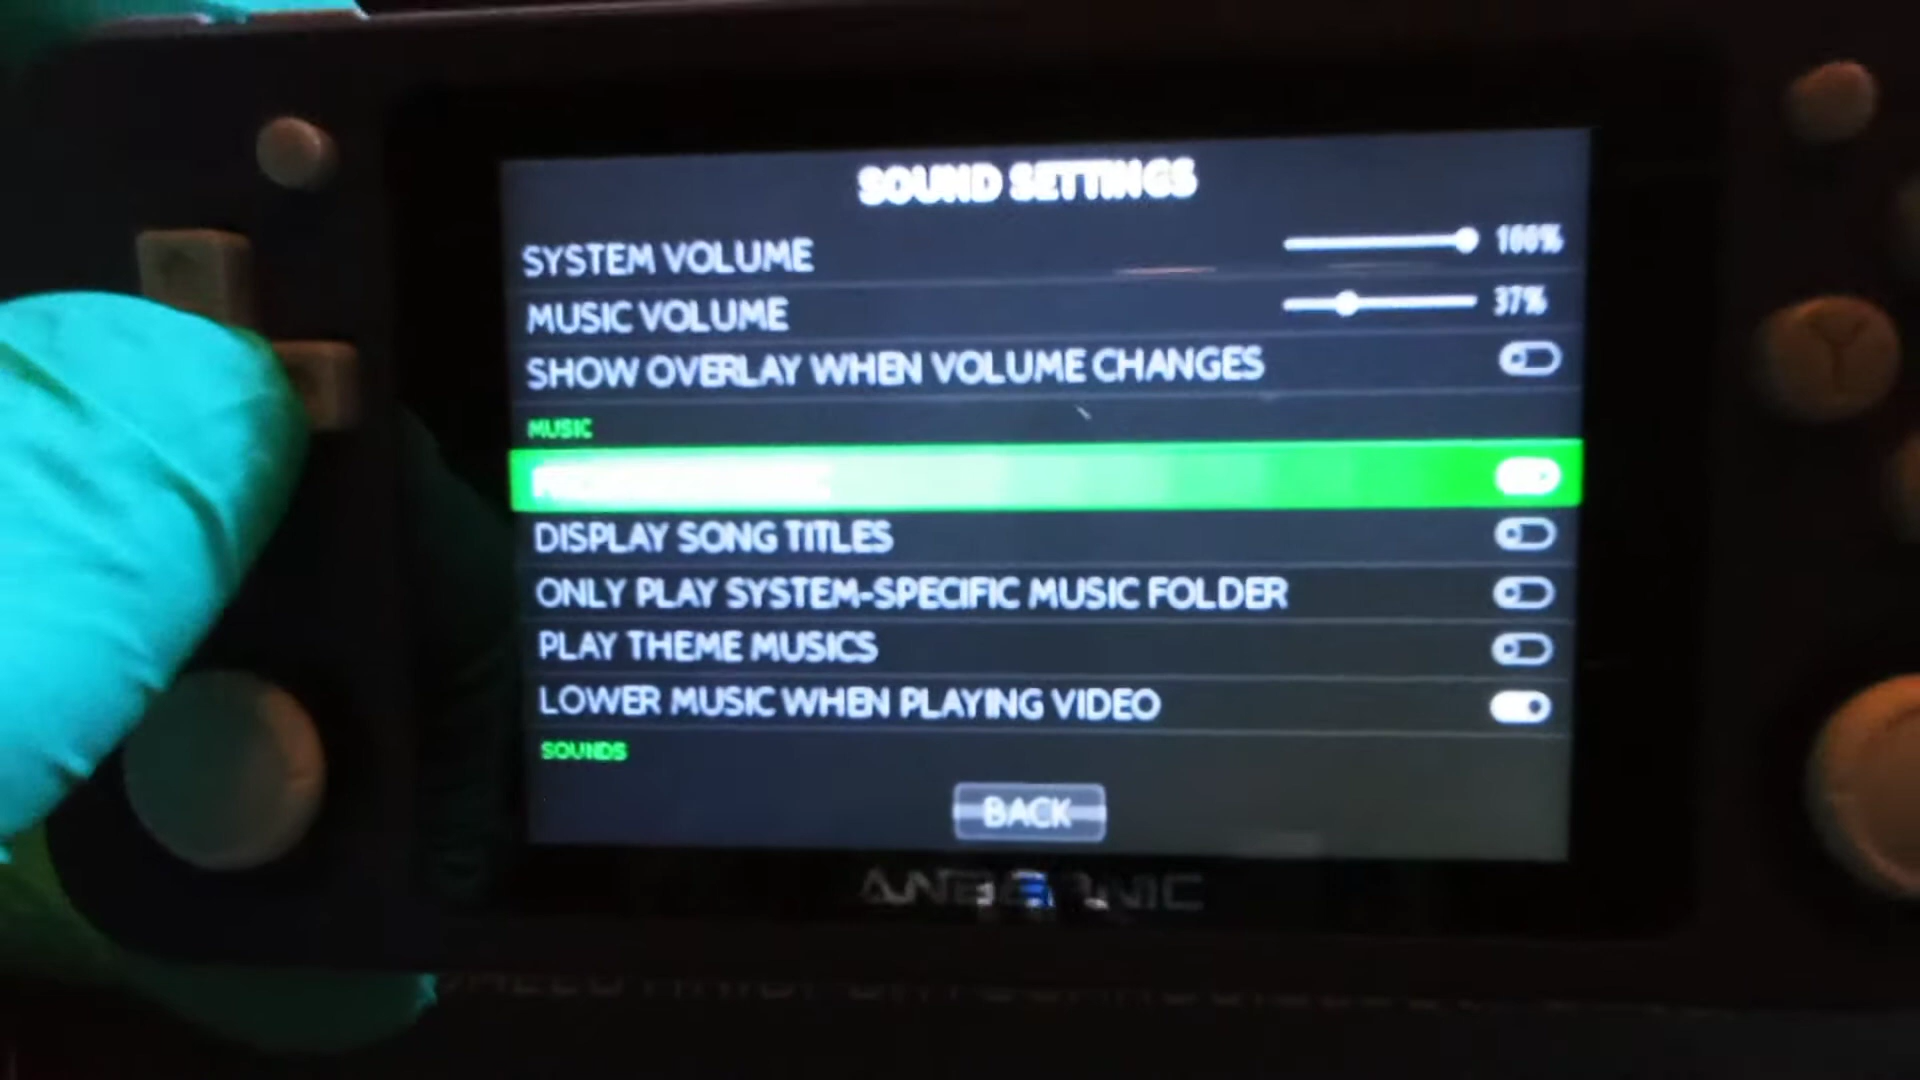 SOUND SETTINGS
SYSTEM VOLUME 100%
MUSIC VOLUME 37%
SHOW OVERLAY WHEN VOLUME CHANGES
MUSIC
DISPLAY SONG TITLES
ONLY PLAY SYSTEM-SPECIFIC MUSIC FOLDER
PLAY THEME MUSICS
LOWER MUSIC WHEN PLAYING VIDEO
SOUNDS
BACK
ANBERNIC
Y